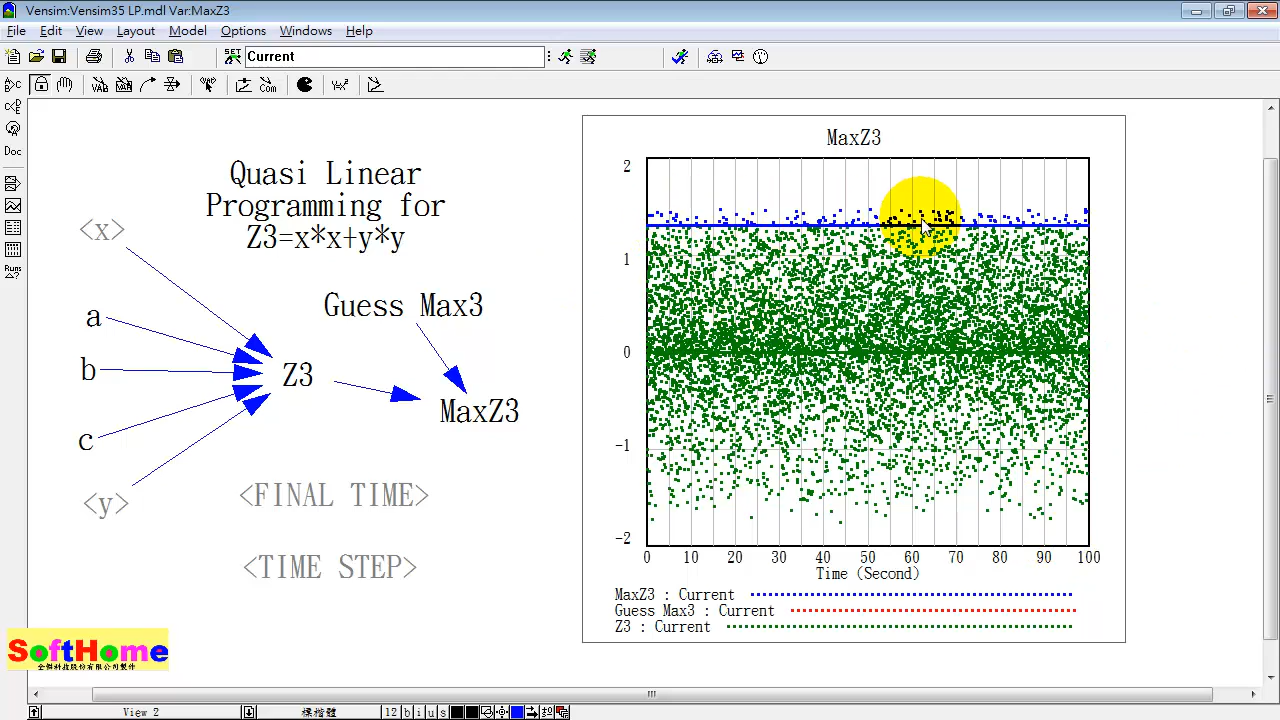 Vensim:Vensim35 LP.mdl Var:MaxZ3
File Edit View Layout Model Options Windows Help
SET Current
Doc
Runs
Com
Quasi Linear
Programming for
Z3=x*x+y*y
<x>
a
b
c
<y>
Guess Max3
Z3
MaxZ3
<FINAL TIME>
<TIME STEP>
MaxZ3
2
1
0
-1
-2
0 10 20 30 40 50 60 70 80 90 100
Time (Second)
MaxZ3 : Current
Guess Max3 : Current
Z3 : Current
SoftHome
View 2
12 b i u s